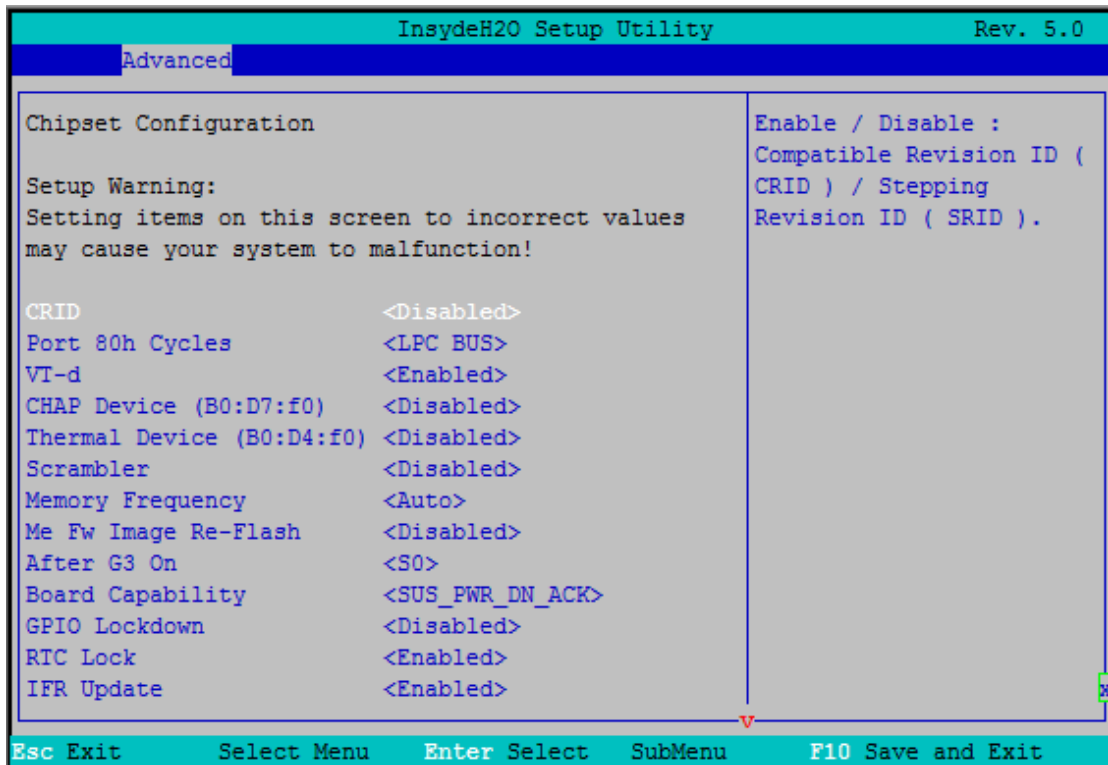 InsydeH2O Setup Utility Rev. 5.0
Advanced
Chipset Configuration
Setup Warning:
Setting items on this screen to incorrect values
may cause your system to malfunction!
CRID <Disabled>
Port 80h Cycles <LPC BUS>
VT-d <Enabled>
CHAP Device (B0:D7:f0) <Disabled>
Thermal Device (B0:D4:f0) <Disabled>
Scrambler <Disabled>
Memory Frequency <Auto>
Me Fw Image Re-Flash <Disabled>
After G3 On <S0>
Board Capability <SUS_PWR_DN_ACK>
GPIO Lockdown <Disabled>
RTC Lock <Enabled>
IFR Update <Enabled>
Enable / Disable :
Compatible Revision ID (
CRID ) / Stepping
Revision ID ( SRID ).
x
v
Esc Exit Select Menu Enter Select SubMenu F10 Save and Exit